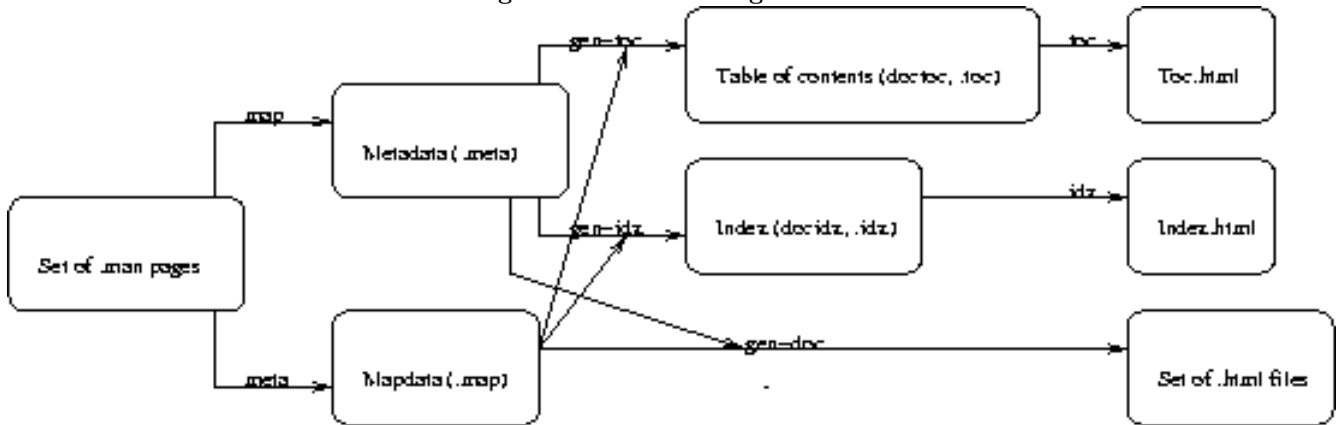 gen-toc
toc
Table of contents (doctoc, .toc)
Toc.html
map
Metadata ( .meta)
idx
gen-idx
Index (docidx, .idx)
Index.html
Set of .man pages
gen-doc
meta
Mapdata ( .map)
Set of .html files